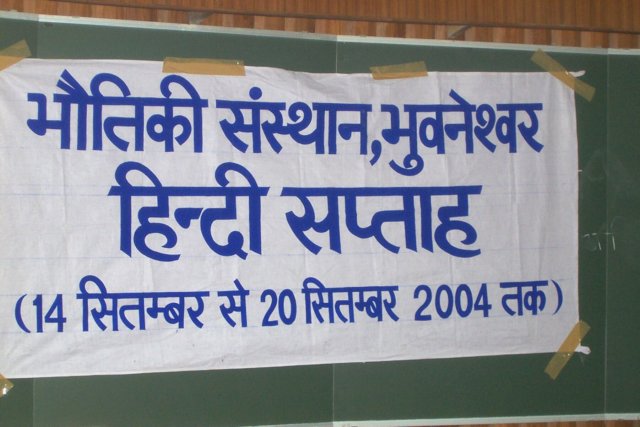 भौतिकी संस्थान,भुवनेश्वर
हिन्दी सप्ताह
(14 सितम्बर से 20 सितम्बर 2004 तक)